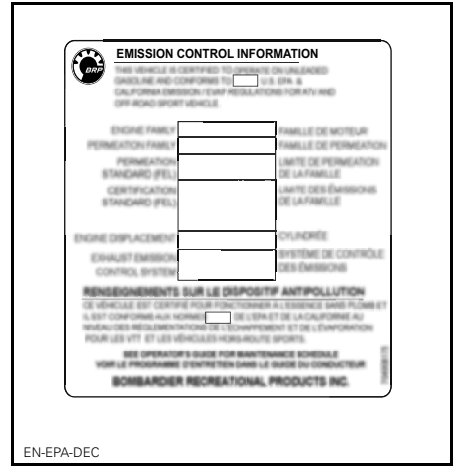 BRP
EMISSION CONTROL INFORMATION
THIS VEHICLE IS CERTIFIED TO OPERATE ON UNLEADED
GASOLINE AND CONFORMS TO U.S. EPA &
CALIFORNIA EMISSION / EVAP REGULATIONS FOR ATV AND
OFF-ROAD SPORT VEHICLE.
ENGINE FAMILY FAMILLE DE MOTEUR
PERMEATION FAMILY FAMILLE DE PERMEATION
PERMEATION LIMITE DE PERMEATION
STANDARD (FEL) DE LA FAMILLE
CERTIFICATION LIMITE DES ÉMISSIONS
STANDARD (FEL) DE LA FAMILLE
ENGINE DISPLACEMENT CYLINDRÉE
EXHAUST EMISSION SYSTÈME DE CONTRÔLE
CONTROL SYSTEM DES ÉMISSIONS
RENSEIGNEMENTS SUR LE DISPOSITIF ANTIPOLLUTION
CE VÉHICULE EST CERTIFIÉ POUR FONCTIONNER À L'ESSENCE SANS PLOMB ET
IL EST CONFORME AUX NORMES DE L'EPA ET DE LA CALIFORNIE AU
NIVEAU DES RÉGLEMENTATIONS DE L'ÉCHAPPEMENT ET DE L'ÉVAPORATION
POUR LES VTT ET LES VÉHICULES HORS-ROUTE SPORTS.
SEE OPERATOR'S GUIDE FOR MAINTENANCE SCHEDULE
VOIR LE PROGRAMME D'ENTRETIEN DANS LE GUIDE DU CONDUCTEUR
BOMBARDIER RECREATIONAL PRODUCTS INC.
EN-EPA-DEC